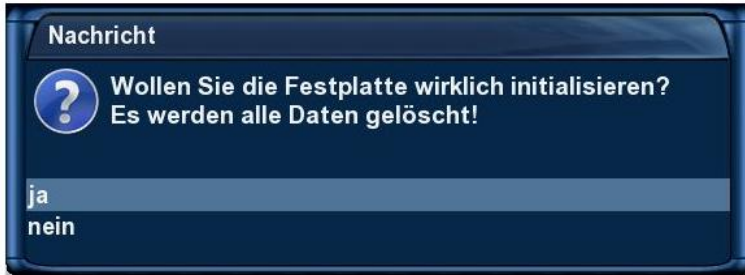 Nachricht
Wollen Sie die Festplatte wirklich initialisieren?
Es werden alle Daten gelöscht!
ja
nein